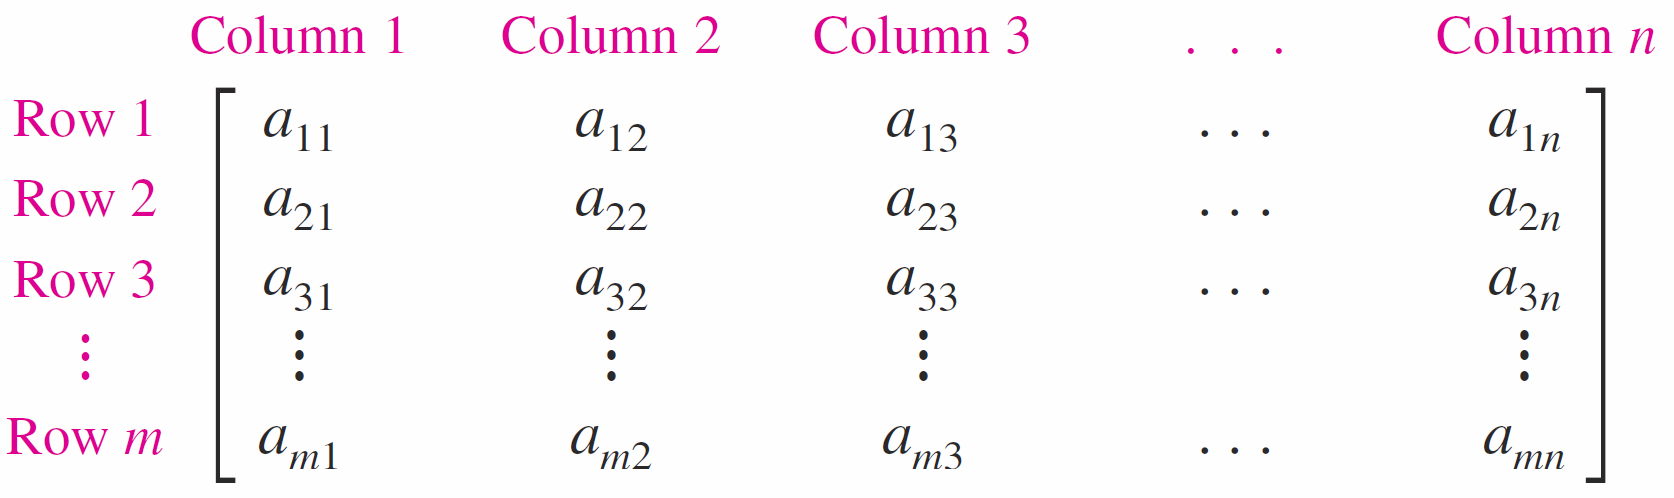 Column 1 Column 2 Column 3 . . . Column n
Row 1 a₁₁ a₁₂ a₁₃ . . . a₁ₙ
Row 2 a₂₁ a₂₂ a₂₃ . . . a₂ₙ
Row 3 a₃₁ a₃₂ a₃₃ . . . a₃ₙ
⋮ ⋮ ⋮ ⋮ ⋮
Row m aₘ₁ aₘ₂ aₘ₃ . . . aₘₙ